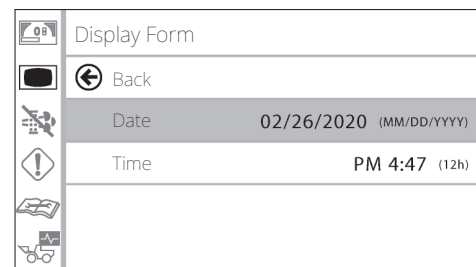 Display Form
Back
Date 02/26/2020 (MM/DD/YYYY)
Time PM 4:47 (12h)